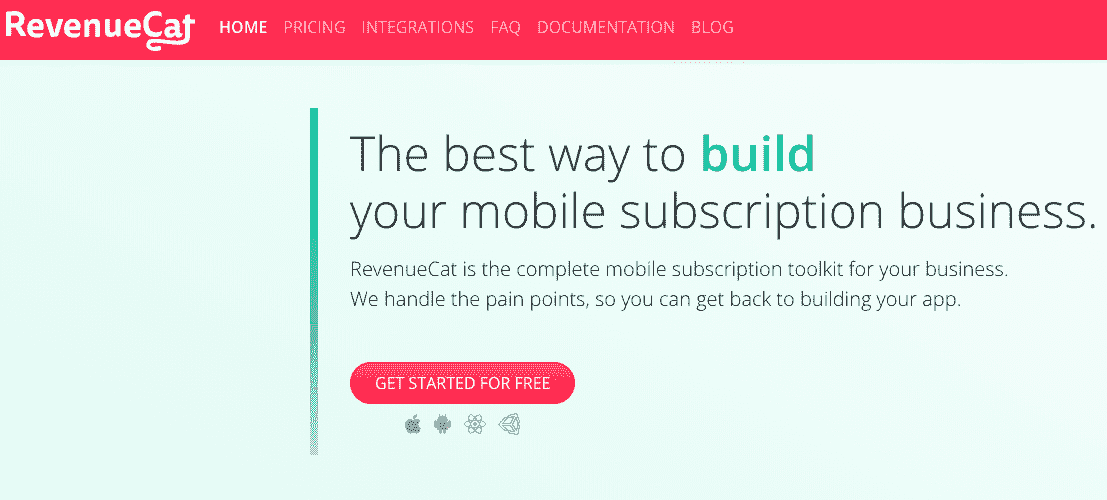 RevenueCat HOME PRICING INTEGRATIONS FAQ DOCUMENTATION BLOG
The best way to build
your mobile subscription business.
RevenueCat is the complete mobile subscription toolkit for your business.
We handle the pain points, so you can get back to building your app.
GET STARTED FOR FREE